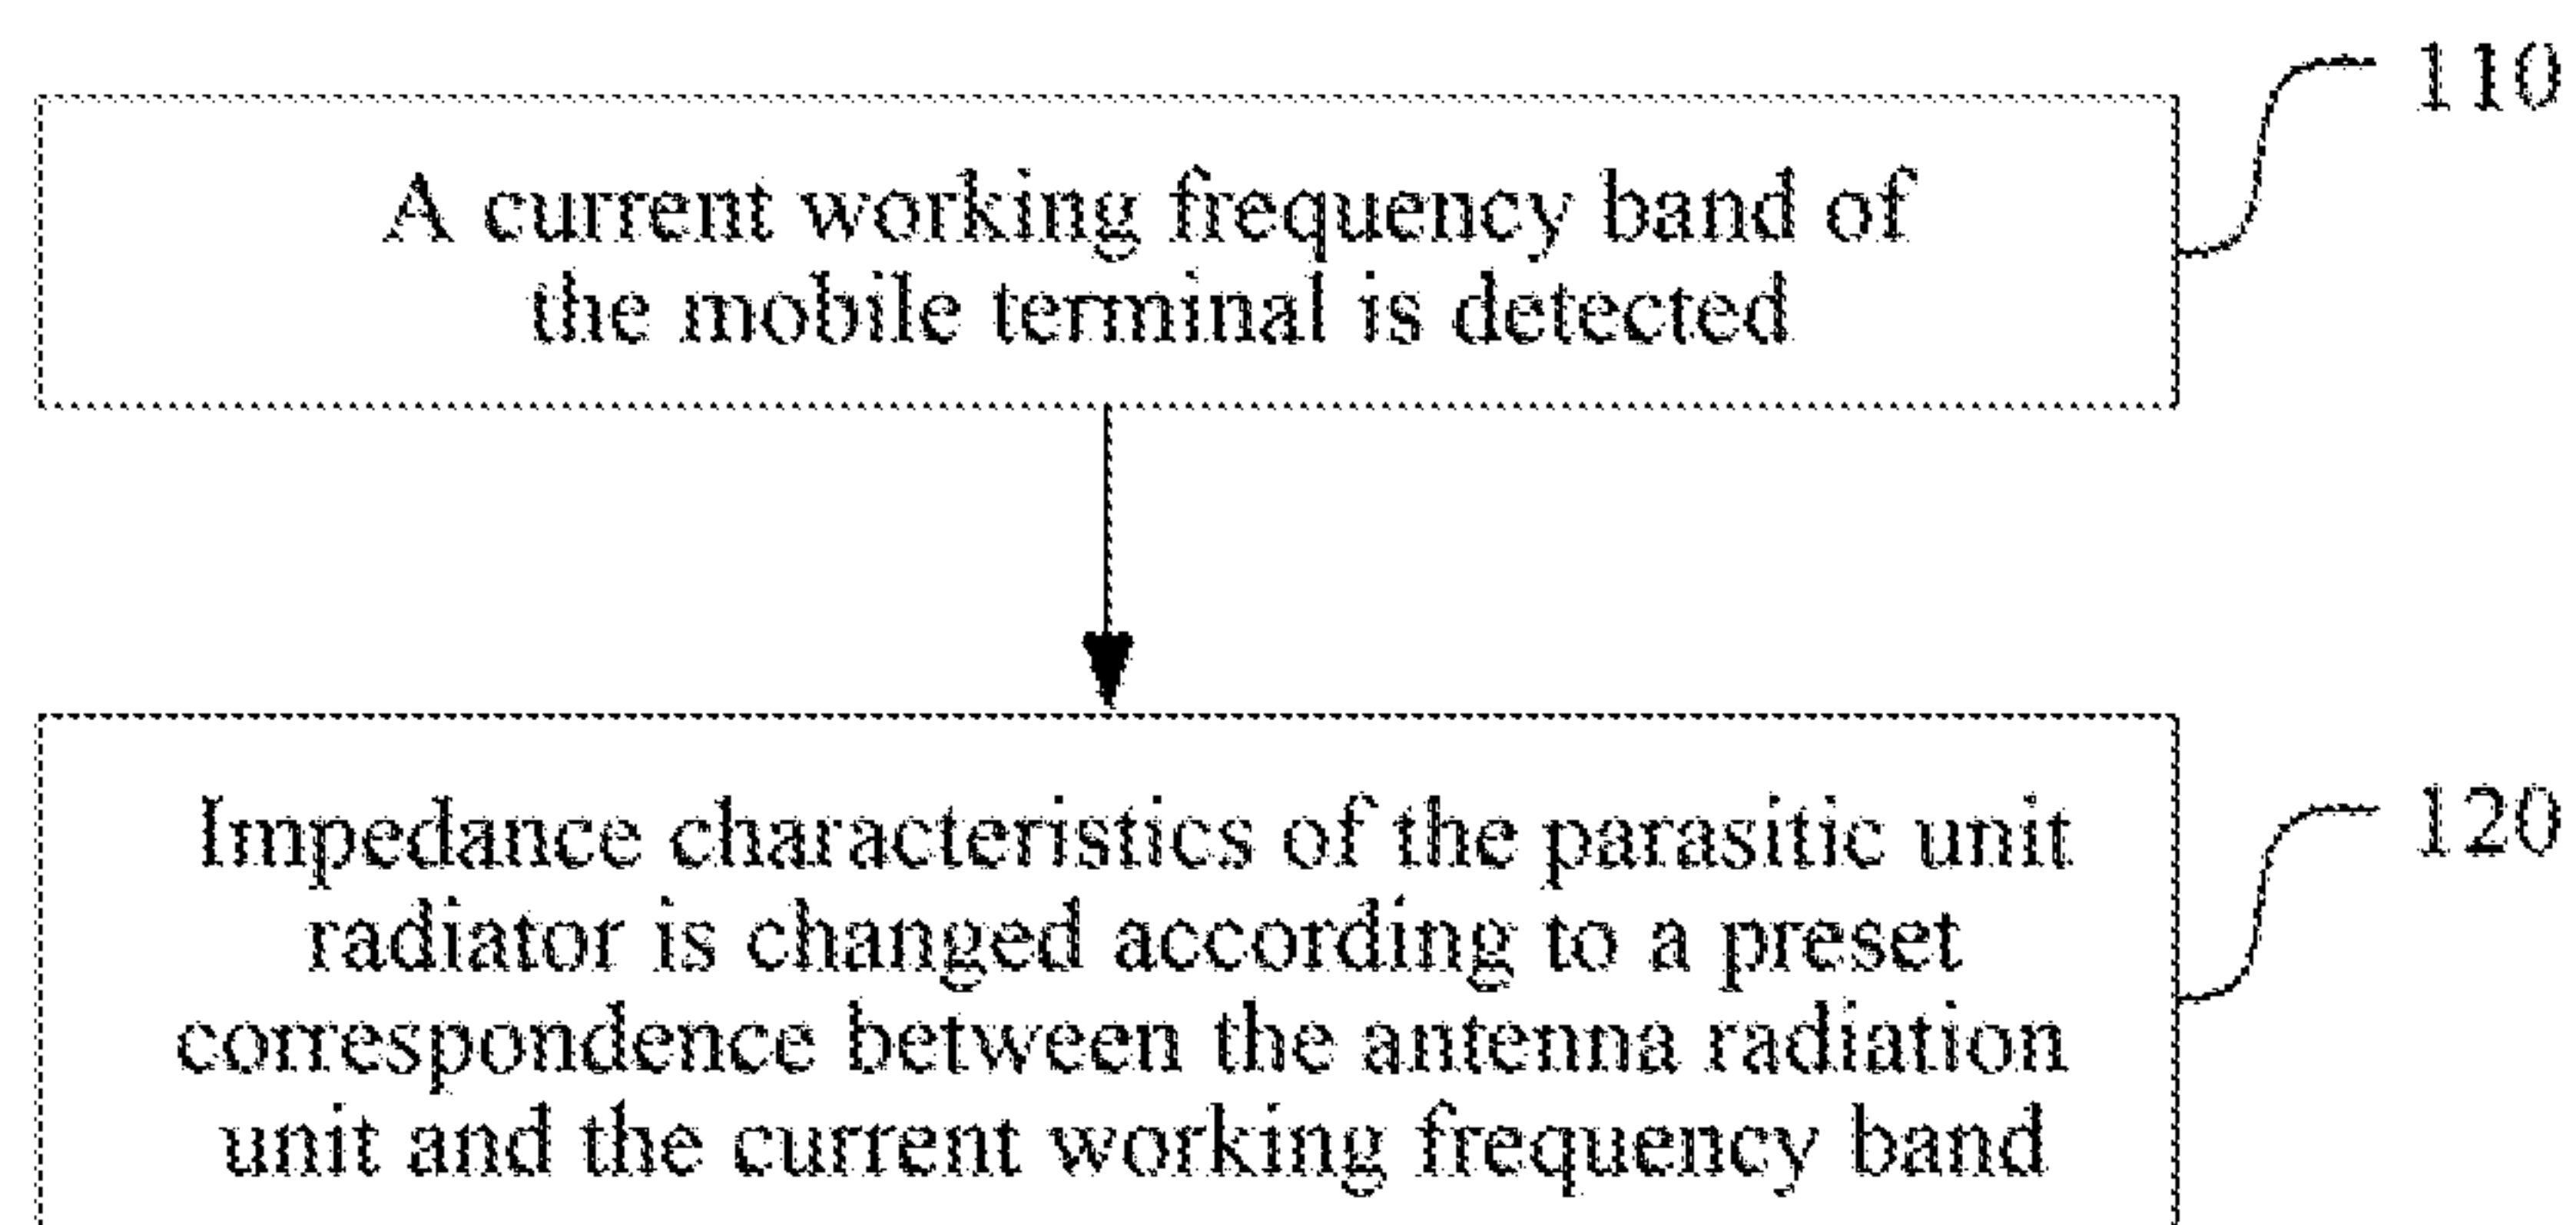 110
A current working frequency band of
the mobile terminal is detected
120
Impedance characteristics of the parasitic unit
radiator is changed according to a preset
correspondence between the antenna radiation
unit and the current working frequency band